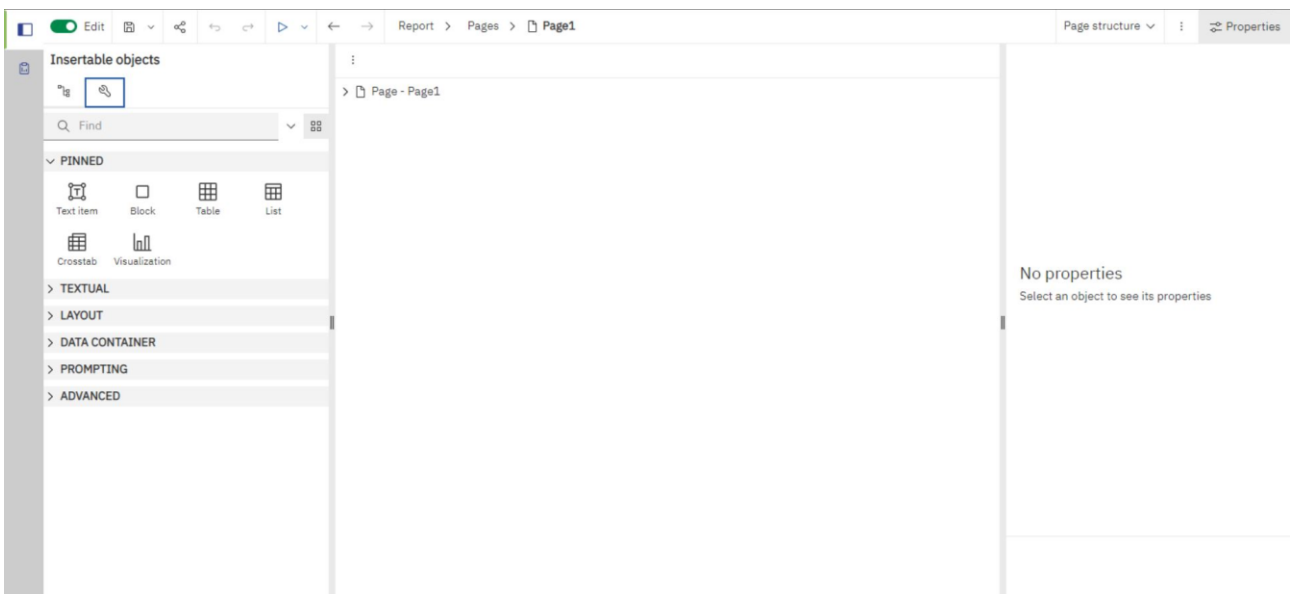 Edit
Report > Pages > Page1
Page structure
Properties
Insertable objects
Find
PINNED
Text item Block Table List
Crosstab Visualization
TEXTUAL
LAYOUT
DATA CONTAINER
PROMPTING
ADVANCED
Page - Page1
No properties
Select an object to see its properties